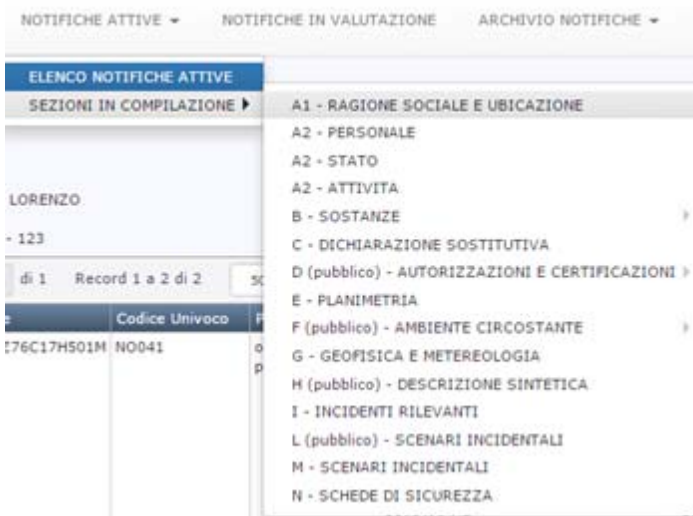 NOTIFICHE ATTIVE NOTIFICHE IN VALUTAZIONE ARCHIVIO NOTIFICHE
ELENCO NOTIFICHE ATTIVE
SEZIONI IN COMPILAZIONE
A1 - RAGIONE SOCIALE E UBICAZIONE
A2 - PERSONALE
A2 - STATO
A2 - ATTIVITA
B - SOSTANZE
C - DICHIARAZIONE SOSTITUTIVA
D (pubblico) - AUTORIZZAZIONI E CERTIFICAZIONI
E - PLANIMETRIA
F (pubblico) - AMBIENTE CIRCOSTANTE
G - GEOFISICA E METEREOLOGIA
H (pubblico) - DESCRIZIONE SINTETICA
I - INCIDENTI RILEVANTI
L (pubblico) - SCENARI INCIDENTALI
M - SCENARI INCIDENTALI
N - SCHEDE DI SICUREZZA
LORENZO
- 123
di 1 Record 1 a 2 di 2
Codice Univoco
Z76C17H501M NO041